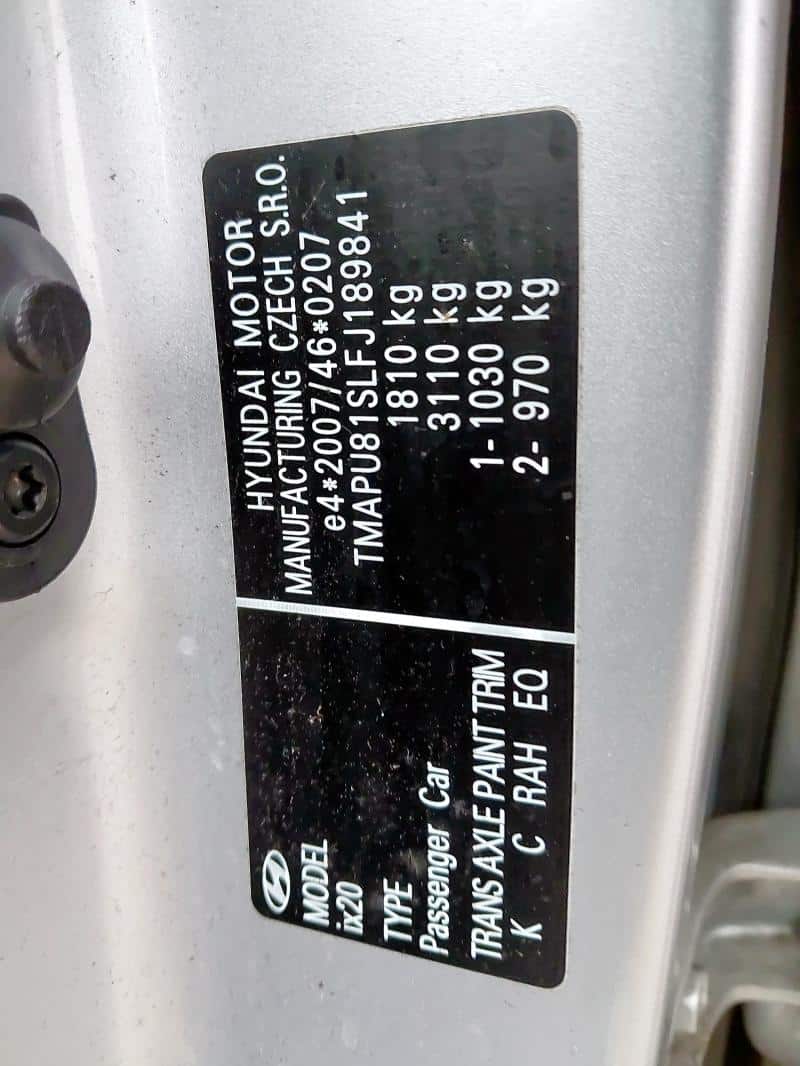 MODEL
ix20
TYPE
Passenger Car
TRANS AXLE PAINT TRIM
K C RAH EQ
HYUNDAI MOTOR
MANUFACTURING CZECH S.R.O.
e4*2007/46*0207
TMAPU81SLFJ189841
1810 kg
3110 kg
1- 1030 kg
2- 970 kg